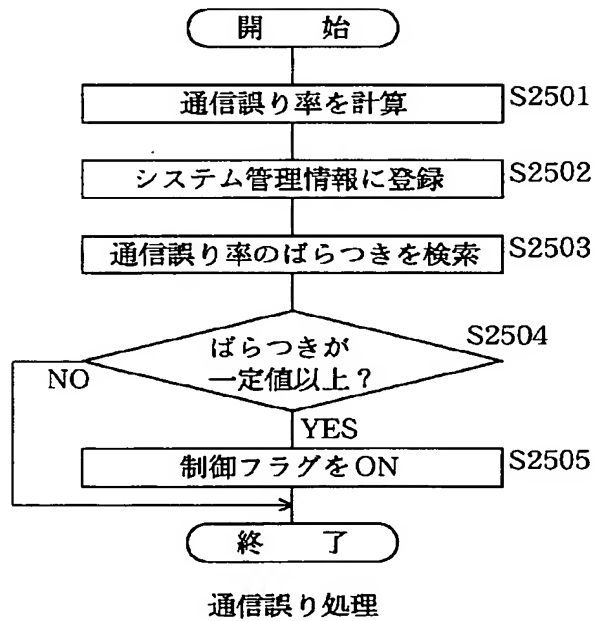 開 始
通信誤り率を計算 S2501
システム管理情報に登録 S2502
通信誤り率のばらつきを検索 S2503
S2504
ばらつきが
一定値以上?
NO
YES
制御フラグをON S2505
終 了
通信誤り処理